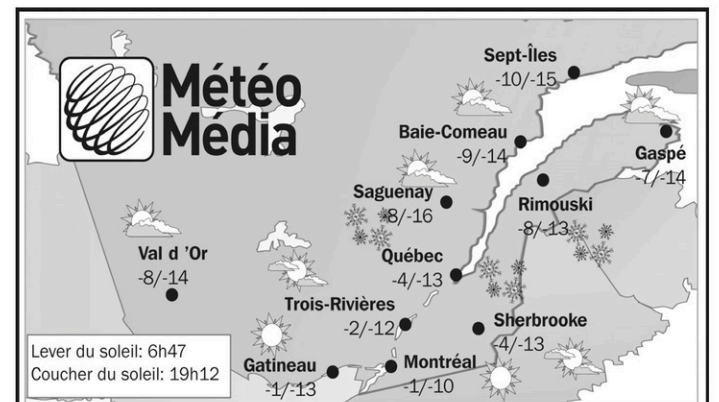 Météo
Média
Sept-Îles
-10/-15
Baie-Comeau
-9/-14
Gaspé
-7/-14
Saguenay
-8/-16
Rimouski
-8/-13
Val d 'Or
-8/-14
Québec
-4/-13
Trois-Rivières
-2/-12
Sherbrooke
-4/-13
Lever du soleil: 6h47
Coucher du soleil: 19h12
Gatineau
-1/-13
Montréal
-1/-10